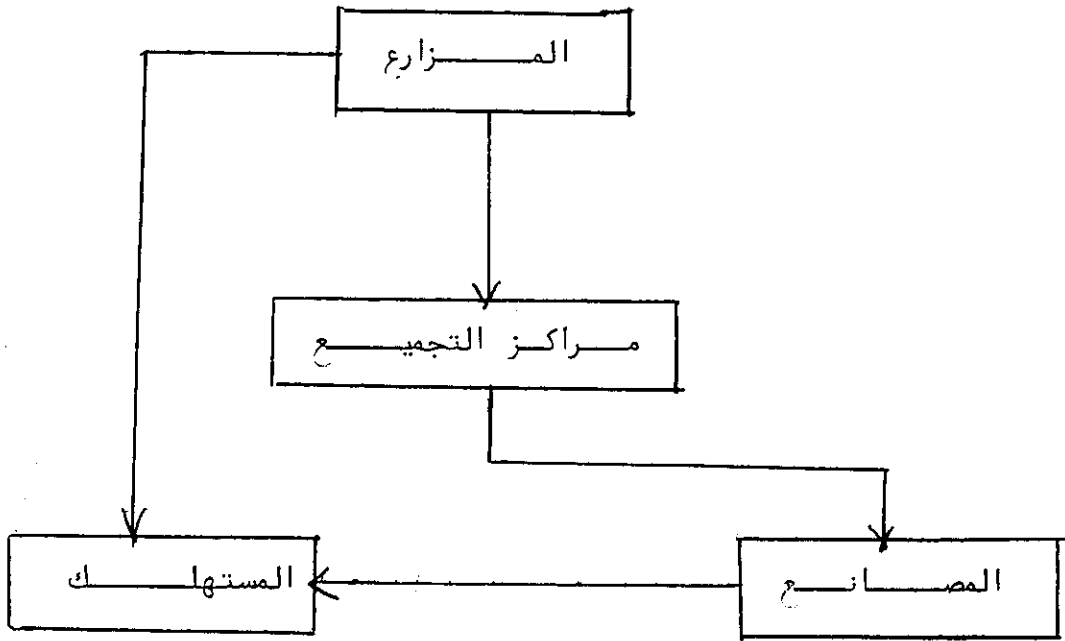 المزارع
مراكز التجميع
المصانع
المستهلك